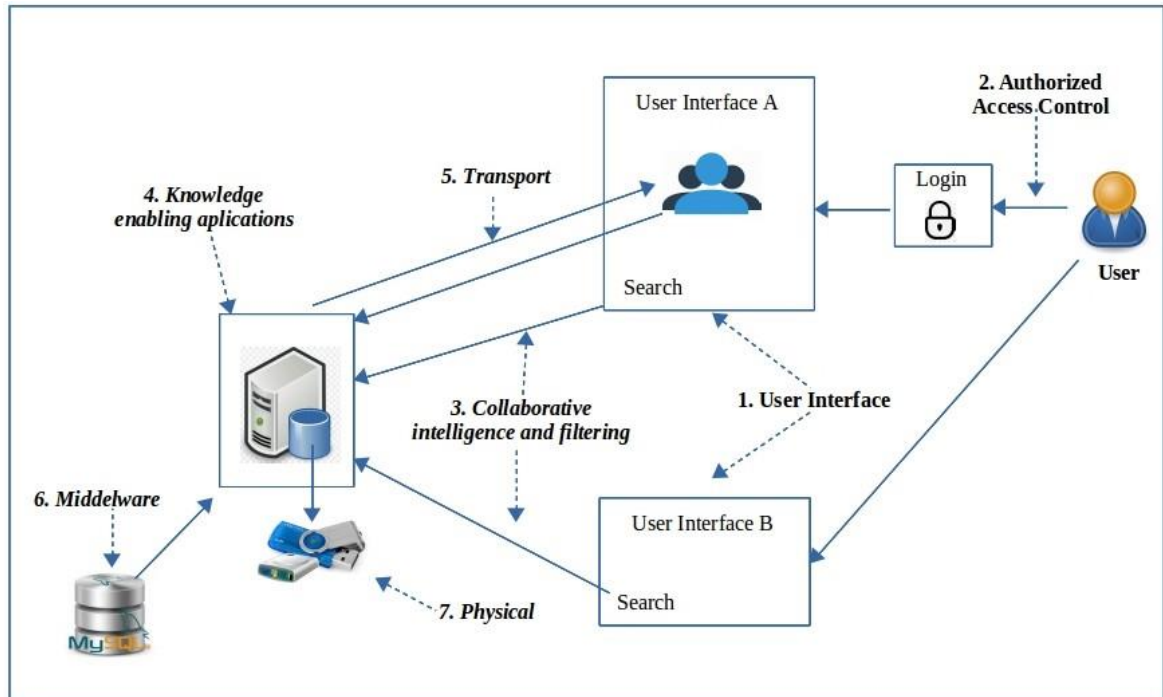 2. Authorized
Access Control
User Interface A
Login
5. Transport
4. Knowledge
enabling aplications
User
Search
3. Collaborative
intelligence and filtering
1. User Interface
6. Middelware
User Interface B
7. Physical
Search
MySQL